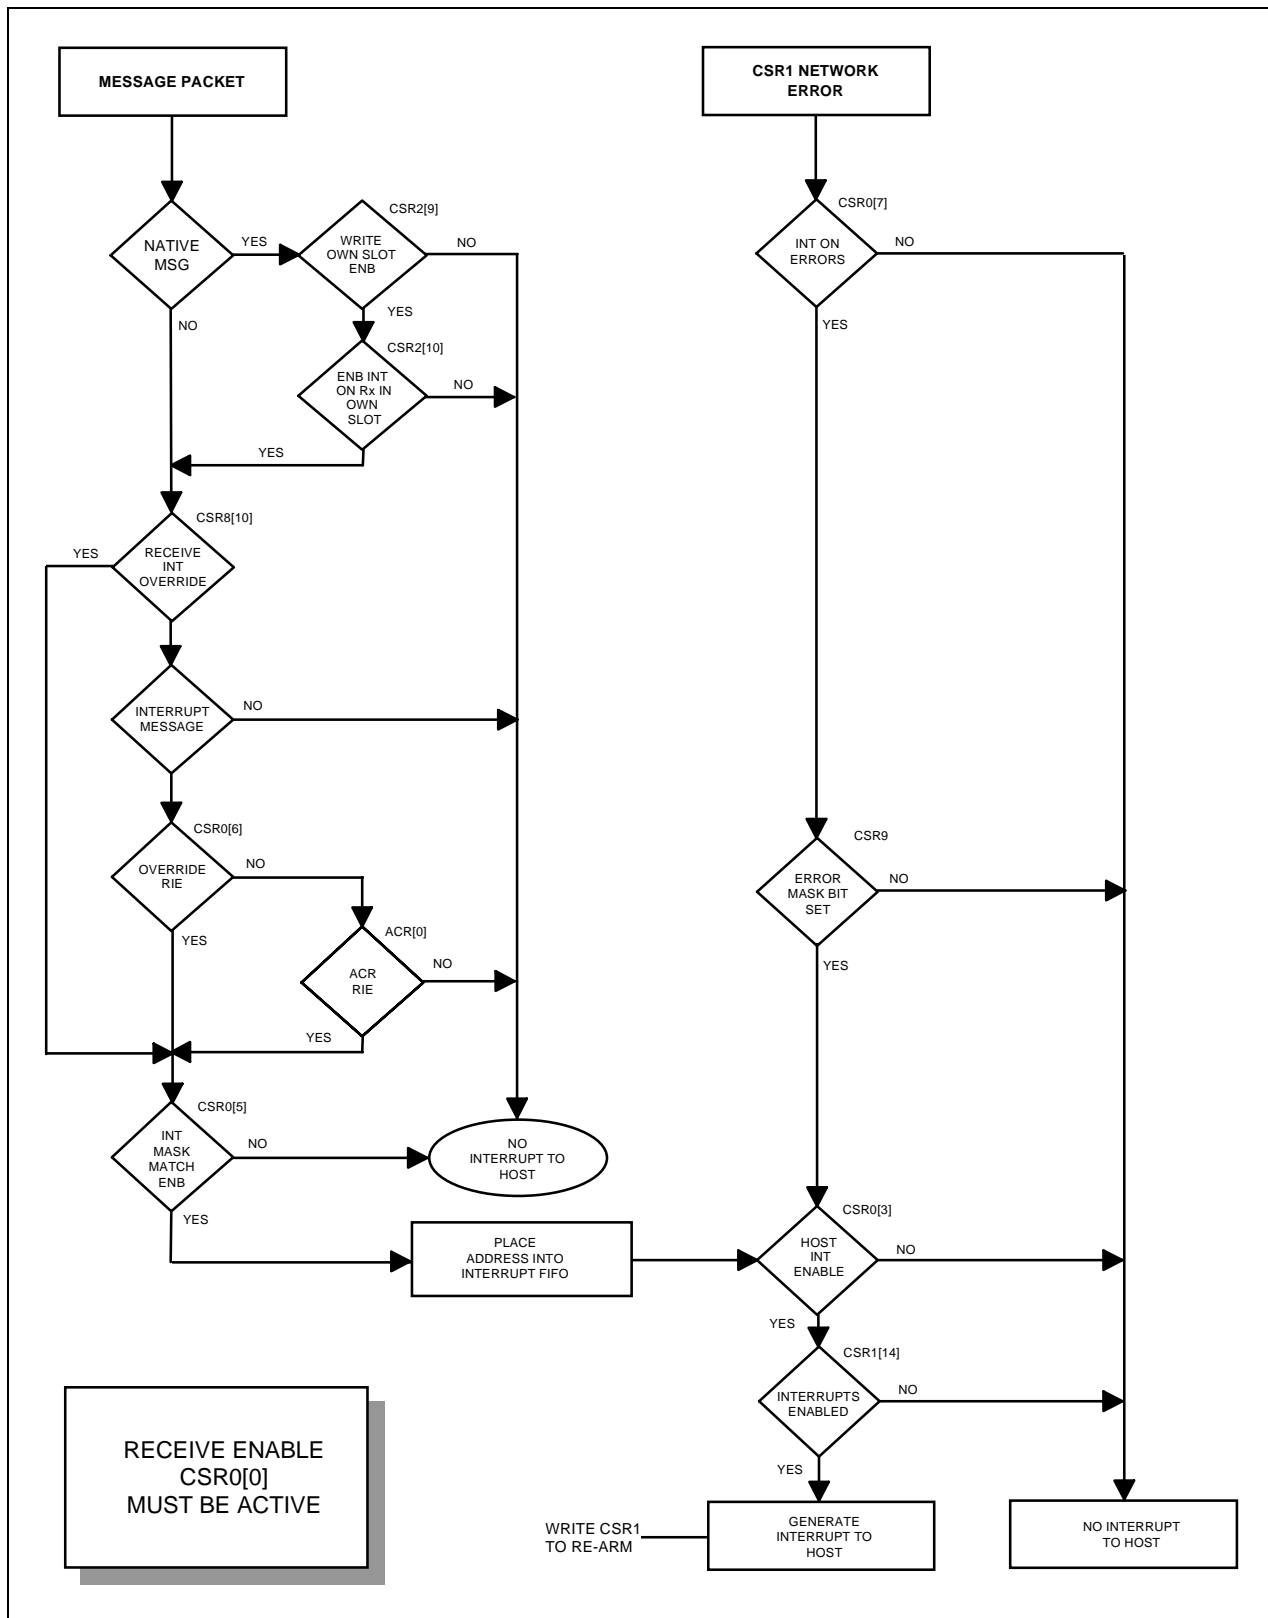 MESSAGE PACKET
CSR1 NETWORK
ERROR
CSR2[9]
CSR0[7]
NATIVE
MSG
YES
WRITE
OWN SLOT
ENB
NO
INT ON
ERRORS
NO
NO
YES
YES
CSR2[10]
ENB INT
ON Rx IN
OWN
SLOT
NO
YES
CSR8[10]
YES
RECEIVE
INT
OVERRIDE
INTERRUPT
MESSAGE
NO
CSR0[6]
CSR9
OVERRIDE
RIE
NO
ERROR
MASK BIT
SET
NO
YES
ACR[0]
ACR
RIE
NO
YES
YES
CSR0[5]
INT
MASK
MATCH
ENB
NO
NO
INTERRUPT TO
HOST
YES
CSR0[3]
PLACE
ADDRESS INTO
INTERRUPT FIFO
HOST
INT
ENABLE
NO
YES
CSR1[14]
INTERRUPTS
ENABLED
NO
YES
RECEIVE ENABLE
CSR0[0]
MUST BE ACTIVE
WRITE CSR1
TO RE-ARM
GENERATE
INTERRUPT TO
HOST
NO INTERRUPT
TO HOST